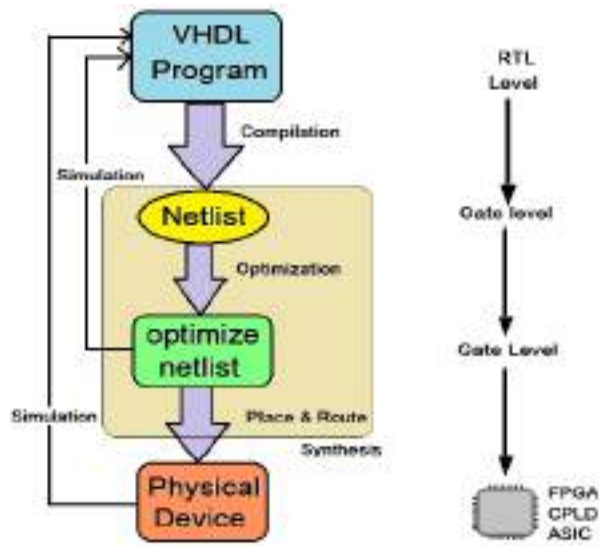 VHDL
Program
Compilation
Simulation
Netlist
Optimization
optimize
netlist
Place & Route
Simulation
Synthesis
Physical
Device
RTL
Level
Gate level
Gate Level
FPGA
CPLD
ASIC